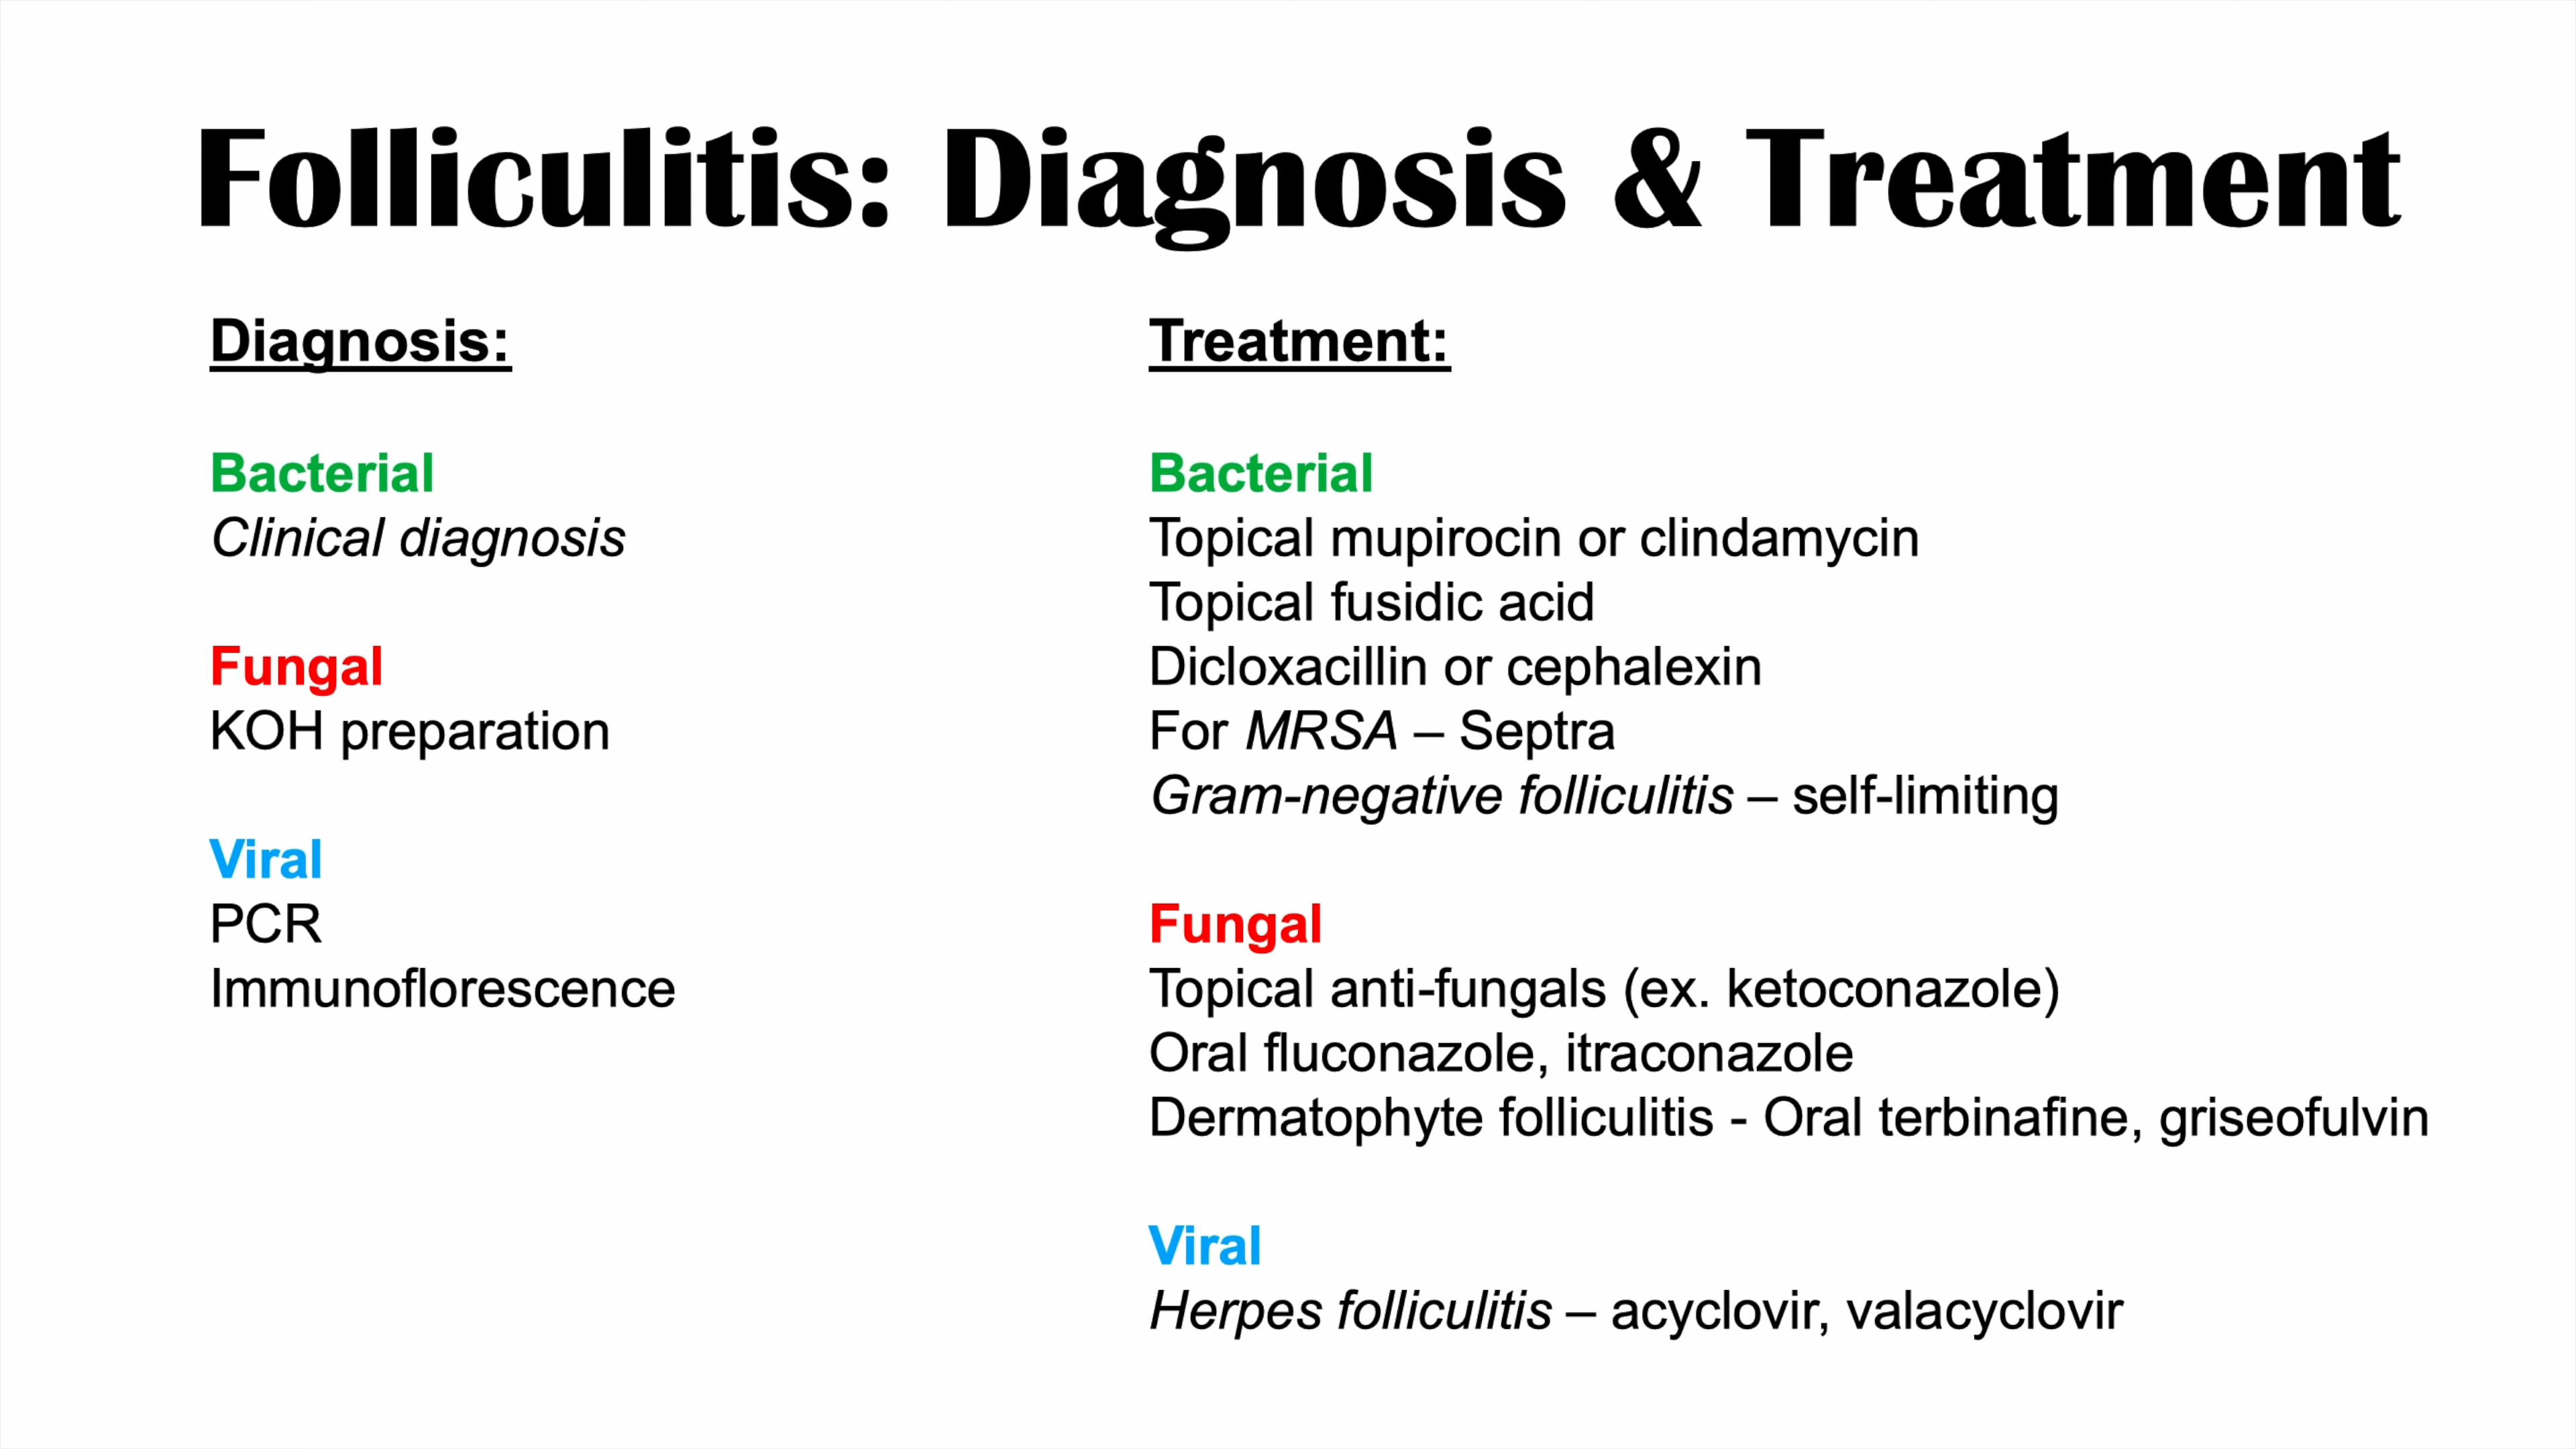 Folliculitis: Diagnosis & Treatment
Diagnosis:
Bacterial
Clinical diagnosis
Fungal
KOH preparation
Viral
PCR
Immunoflorescence
Treatment:
Bacterial
Topical mupirocin or clindamycin
Topical fusidic acid
Dicloxacillin or cephalexin
For MRSA – Septra
Gram-negative folliculitis – self-limiting
Fungal
Topical anti-fungals (ex. ketoconazole)
Oral fluconazole, itraconazole
Dermatophyte folliculitis - Oral terbinafine, griseofulvin
Viral
Herpes folliculitis – acyclovir, valacyclovir